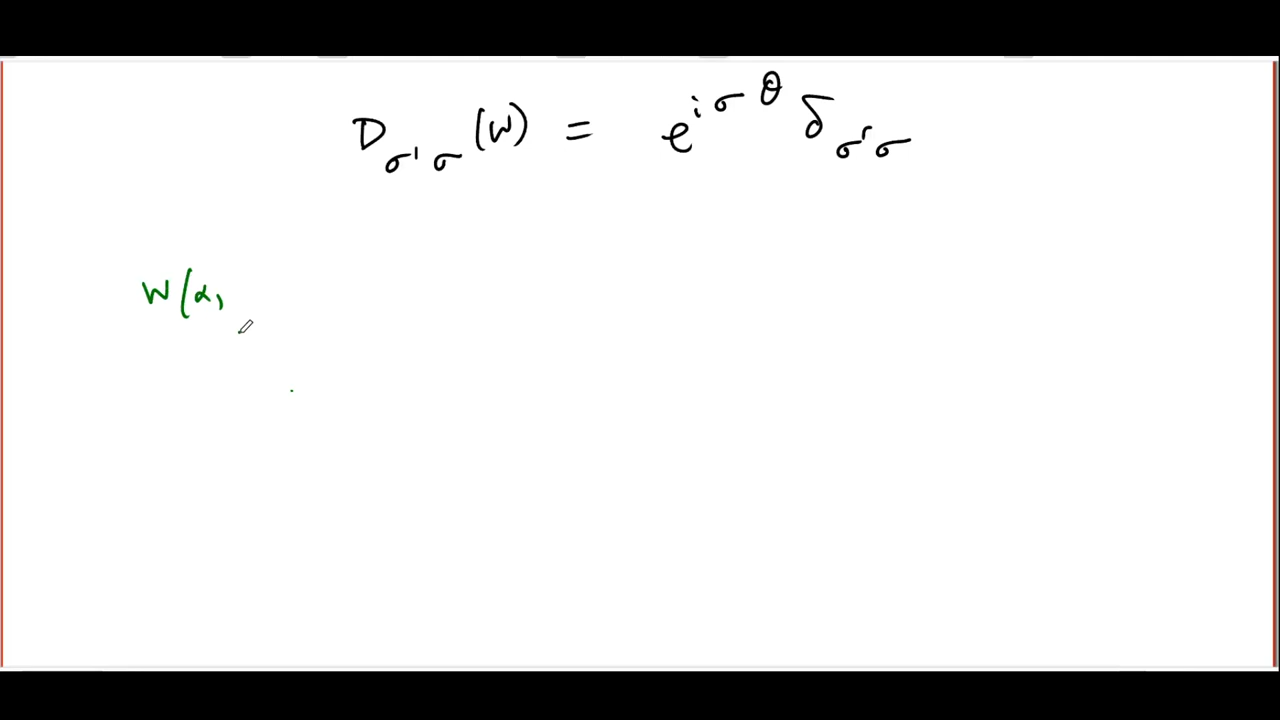 D_{σ'σ}(W) = e^{iσθ} δ_{σ'σ}
W(α,